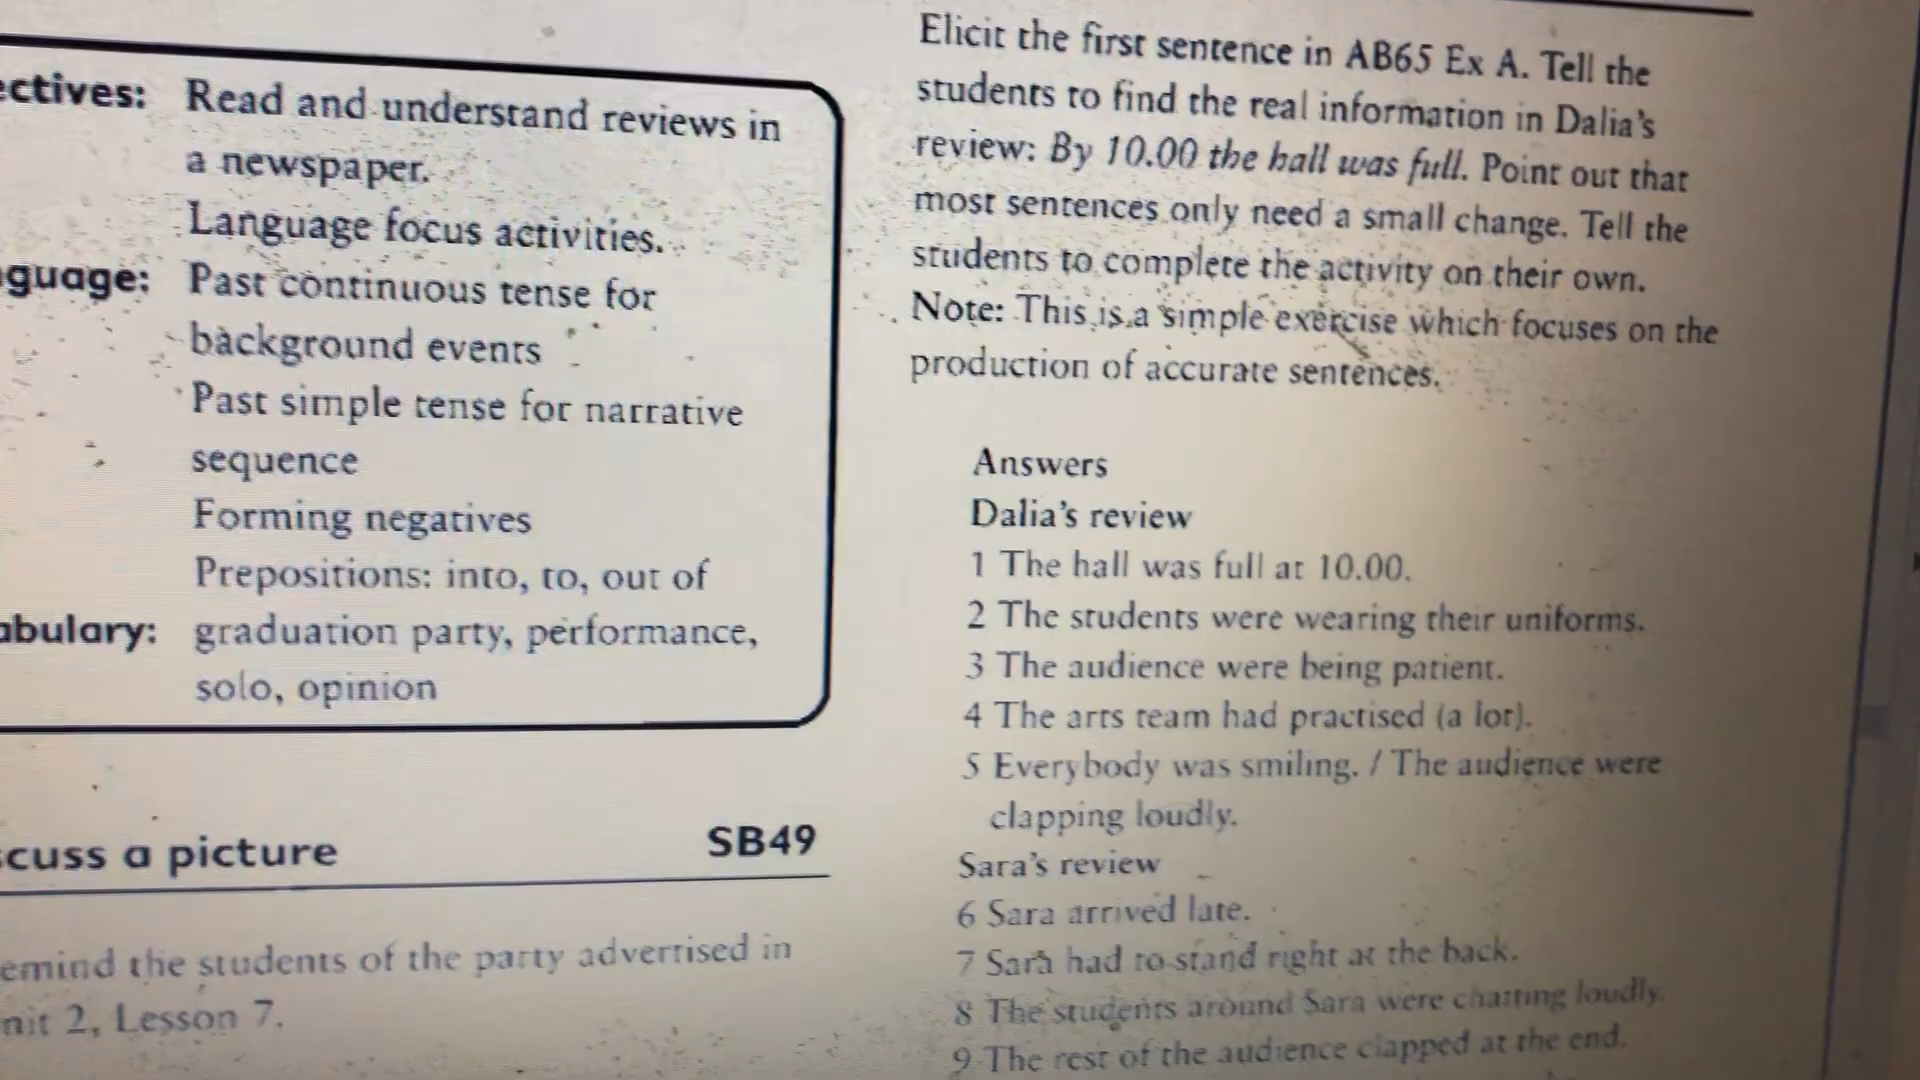 ectives: Read and understand reviews in
a newspaper.
Language focus activities.
guage: Past continuous tense for
background events
Past simple tense for narrative
sequence
Forming negatives
Prepositions: into, to, out of
abulary: graduation party, performance,
solo, opinion
scuss a picture SB49
emind the students of the party advertised in
nit 2, Lesson 7.
Elicit the first sentence in AB65 Ex A. Tell the
students to find the real information in Dalia's
review: By 10.00 the hall was full. Point out that
most sentences only need a small change. Tell the
students to complete the activity on their own.
Note: This is a simple exercise which focuses on the
production of accurate sentences.
Answers
Dalia's review
1 The hall was full at 10.00.
2 The students were wearing their uniforms.
3 The audience were being patient.
4 The arts team had practised (a lot).
5 Everybody was smiling. / The audience were
clapping loudly.
Sara's review
6 Sara arrived late.
7 Sara had to stand right at the back.
8 The students around Sara were chatting loudly.
9 The rest of the audience clapped at the end.